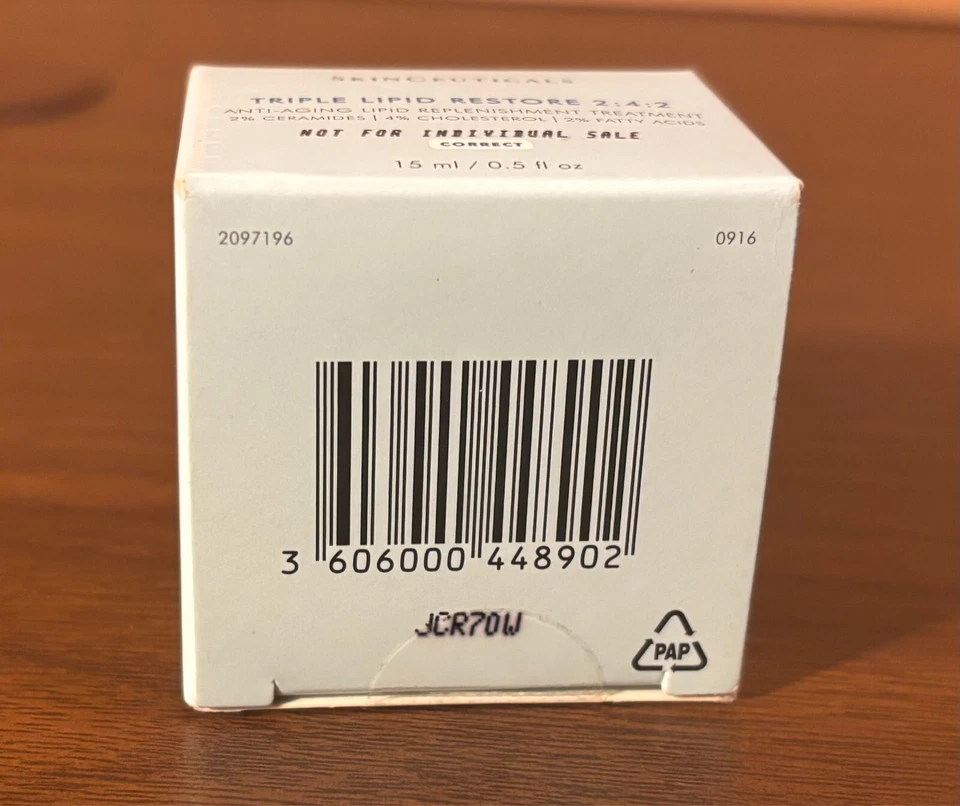 SKINCEUTICALS
TRIPLE LIPID RESTORE 2:4:2
ANTI-AGING LIPID REPLENISHMENT TREATMENT
2% CERAMIDES | 4% CHOLESTEROL | 2% FATTY ACIDS
NOT FOR INDIVIDUAL SALE
CORRECT
15 ml / 0.5 fl oz
2097196 0916
3 606000 448902
JCR70W
PAP